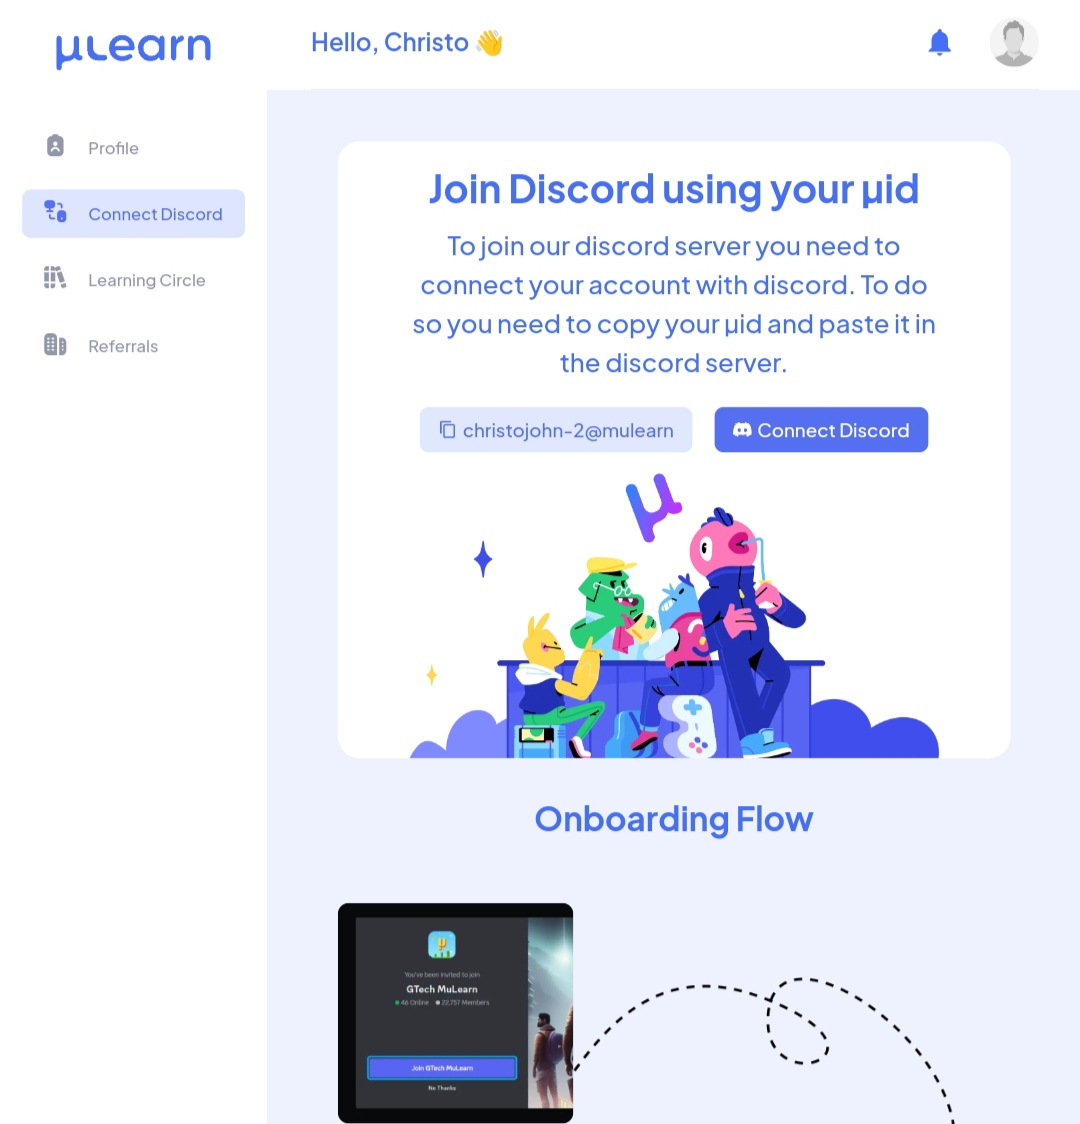 µLearn
Hello, Christo 👋
Profile
Connect Discord
Learning Circle
Referrals
Join Discord using your µid
To join our discord server you need to
connect your account with discord. To do
so you need to copy your µid and paste it in
the discord server.
christojohn-2@mulearn
Connect Discord
µ
Onboarding Flow
You've been invited to join
GTech MuLearn
46 Online 22,757 Members
Join GTech MuLearn
No Thanks